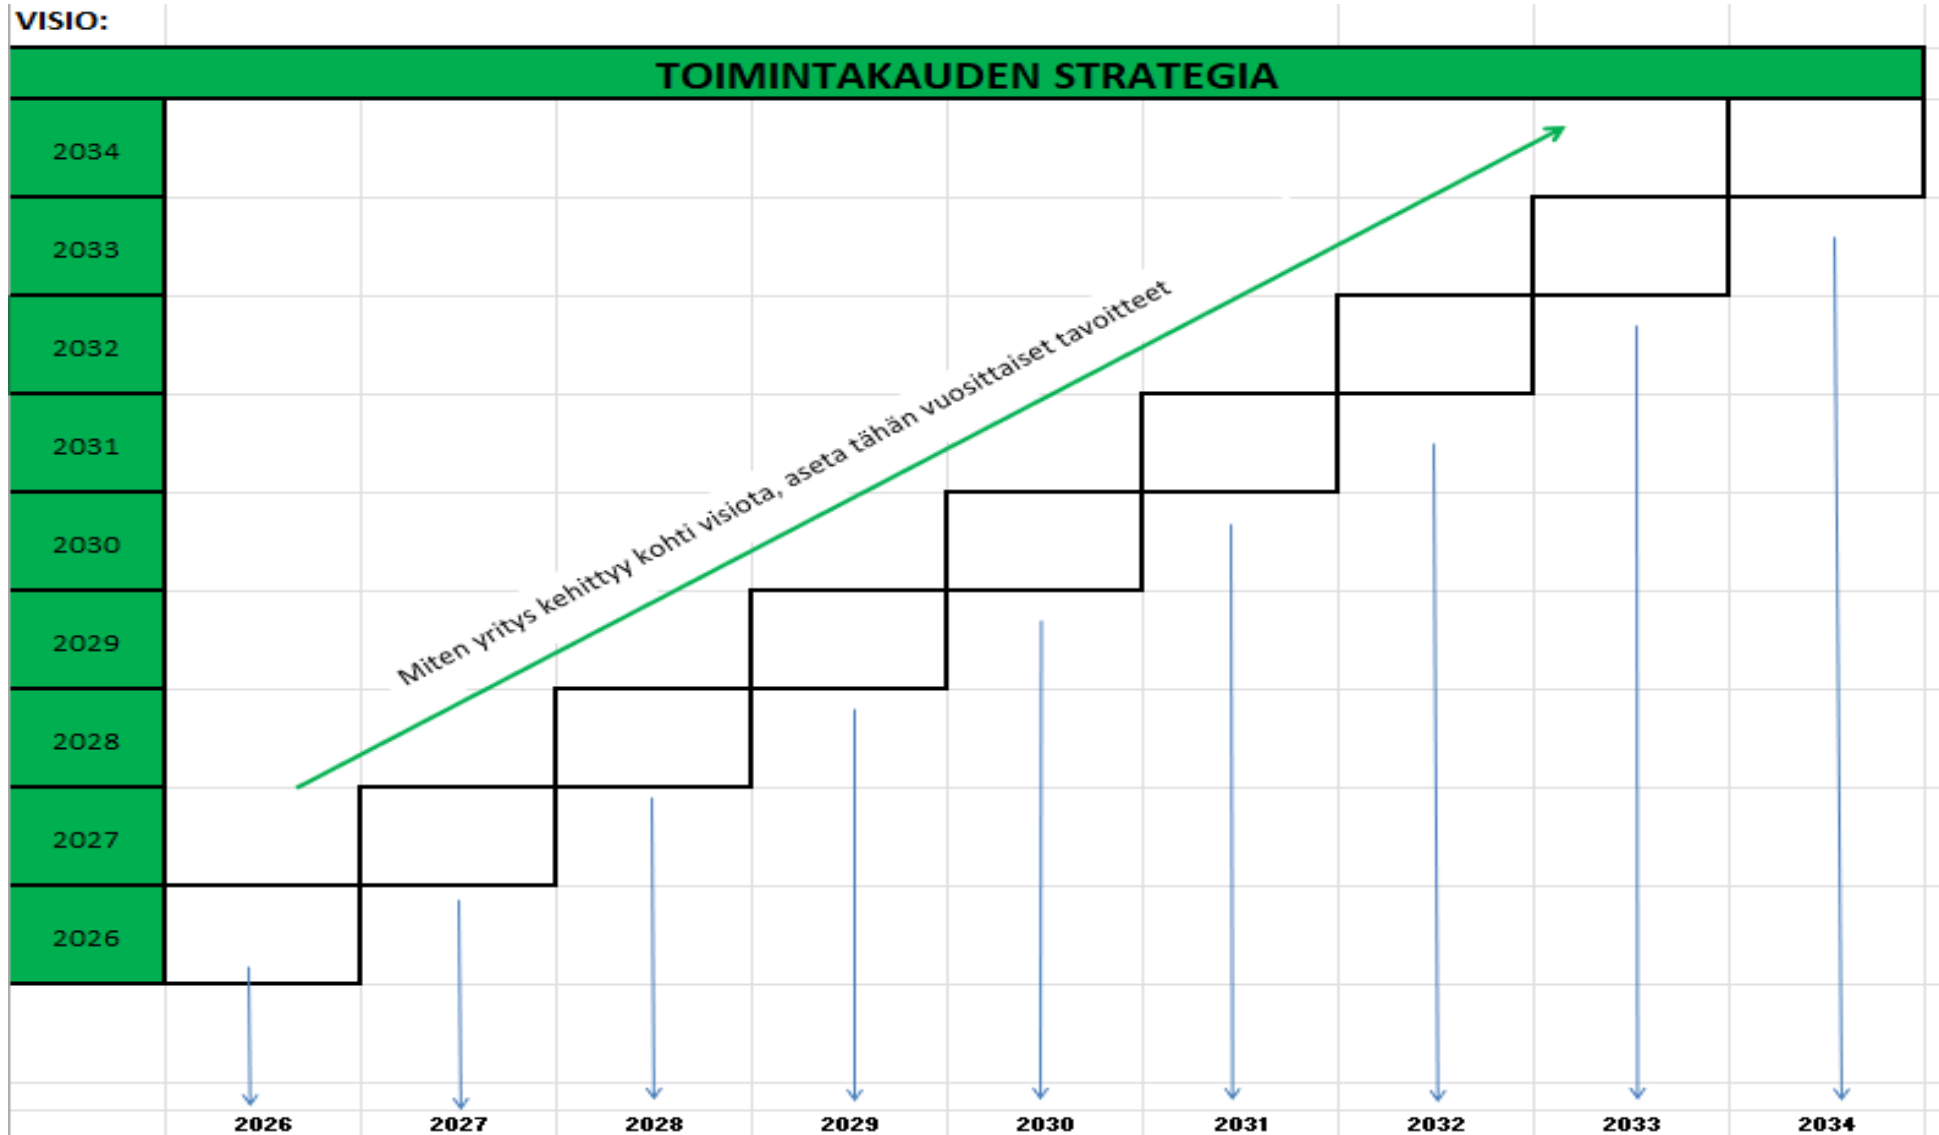 VISIO:
TOIMINTAKAUDEN STRATEGIA
2034
2033
2032
2031
2030
2029
2028
2027
2026
Miten yritys kehittyy kohti visiota, aseta tähän vuosittaiset tavoitteet
2026 2027 2028 2029 2030 2031 2032 2033 2034